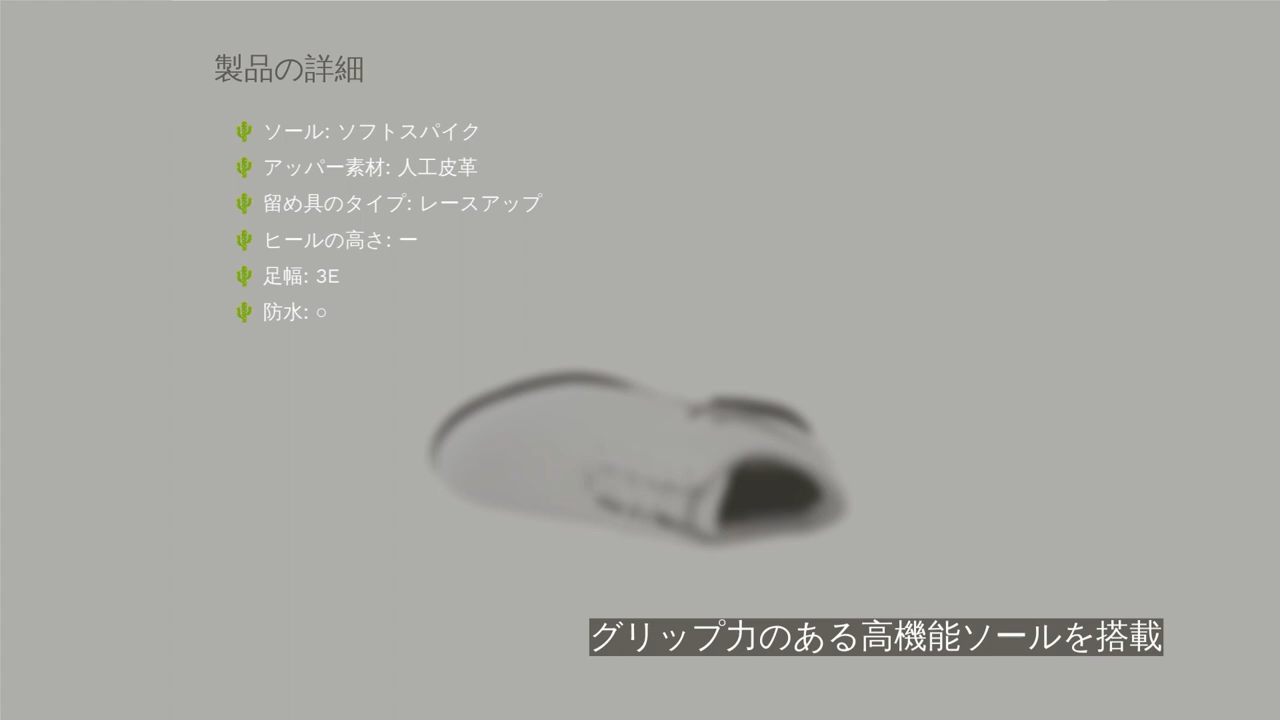 製品の詳細
🌵 ソール: ソフトスパイク
🌵 アッパー素材: 人工皮革
🌵 留め具のタイプ: レースアップ
🌵 ヒールの高さ: ー
🌵 足幅: 3E
🌵 防水: ○
グリップ力のある高機能ソールを搭載